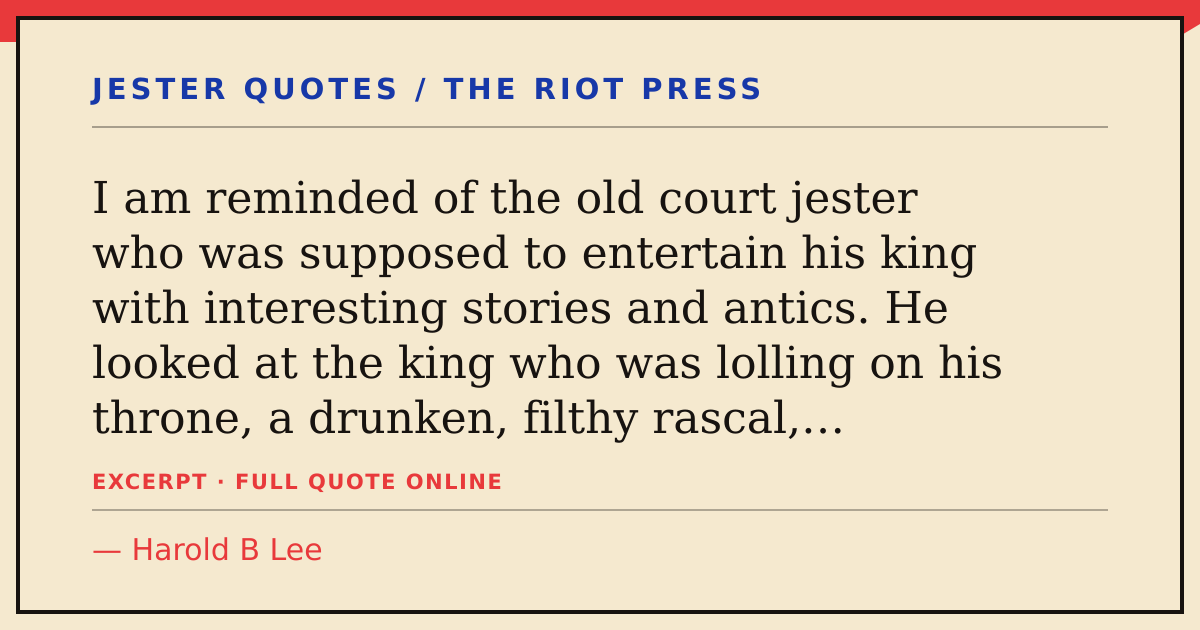 JESTER QUOTES / THE RIOT PRESS
I am reminded of the old court jester
who was supposed to entertain his king
with interesting stories and antics. He
looked at the king who was lolling on his
throne, a drunken, filthy rascal,…
EXCERPT · FULL QUOTE ONLINE
— Harold B Lee